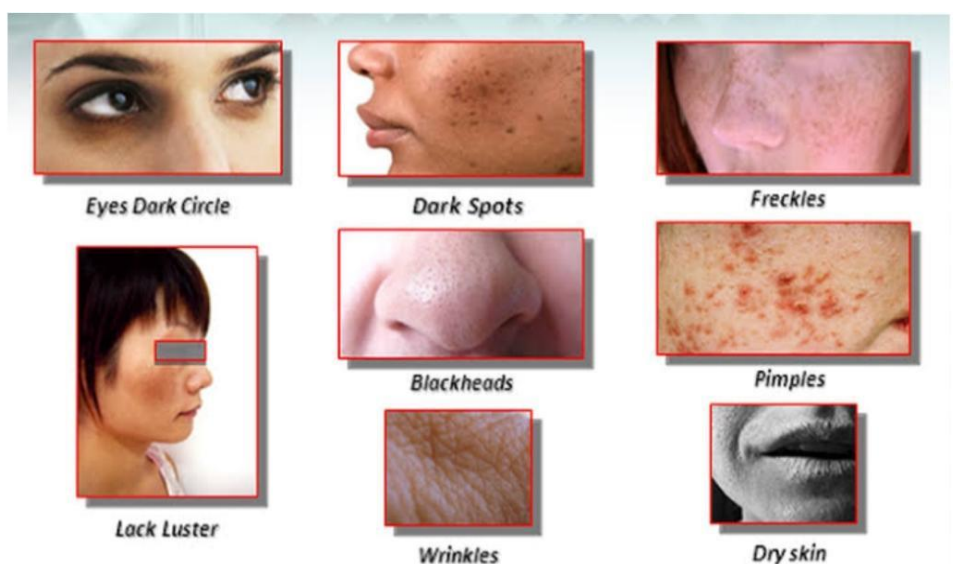 Eyes Dark Circle
Dark Spots
Freckles
Lack Luster
Blackheads
Pimples
Wrinkles
Dry skin